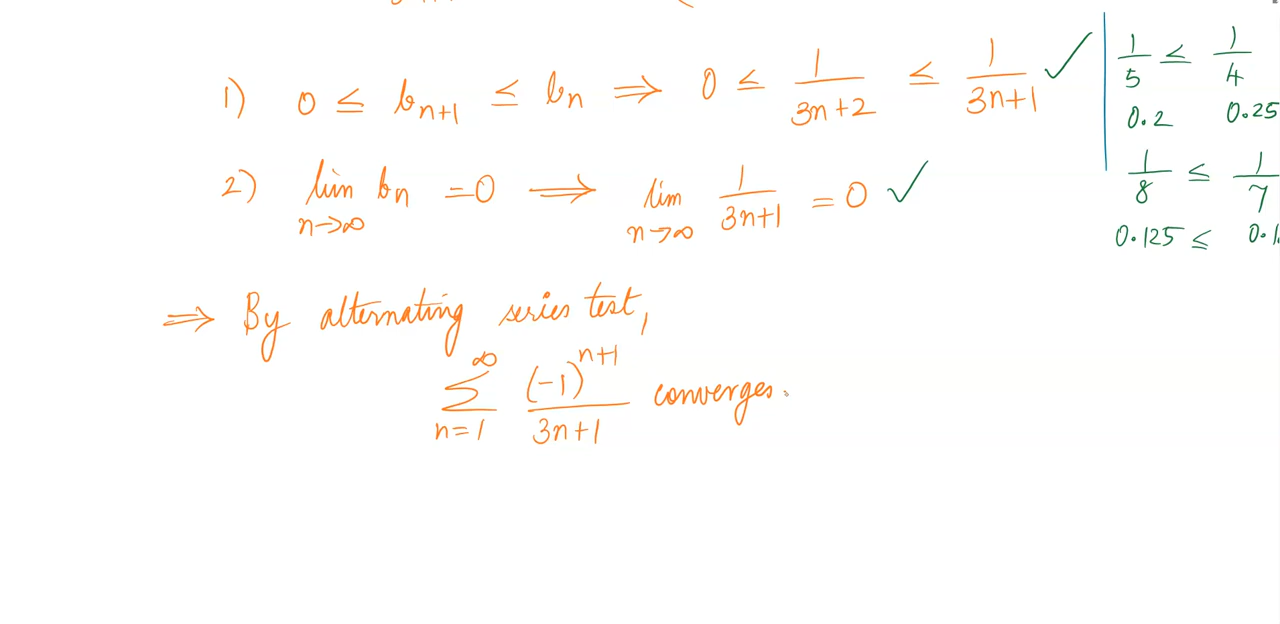 1) 0 ≤ b_{n+1} ≤ b_n ⟹ 0 ≤ 1/(3n+2) ≤ 1/(3n+1) ✓
2) lim_{n→∞} b_n = 0 ⟹ lim_{n→∞} 1/(3n+1) = 0 ✓
⟹ By alternating series test,
∑_{n=1}^{∞} (-1)^{n+1}/(3n+1) converges.
1/5 ≤ 1/4
0.2 0.25
1/8 ≤ 1/7
0.125 ≤ 0.1